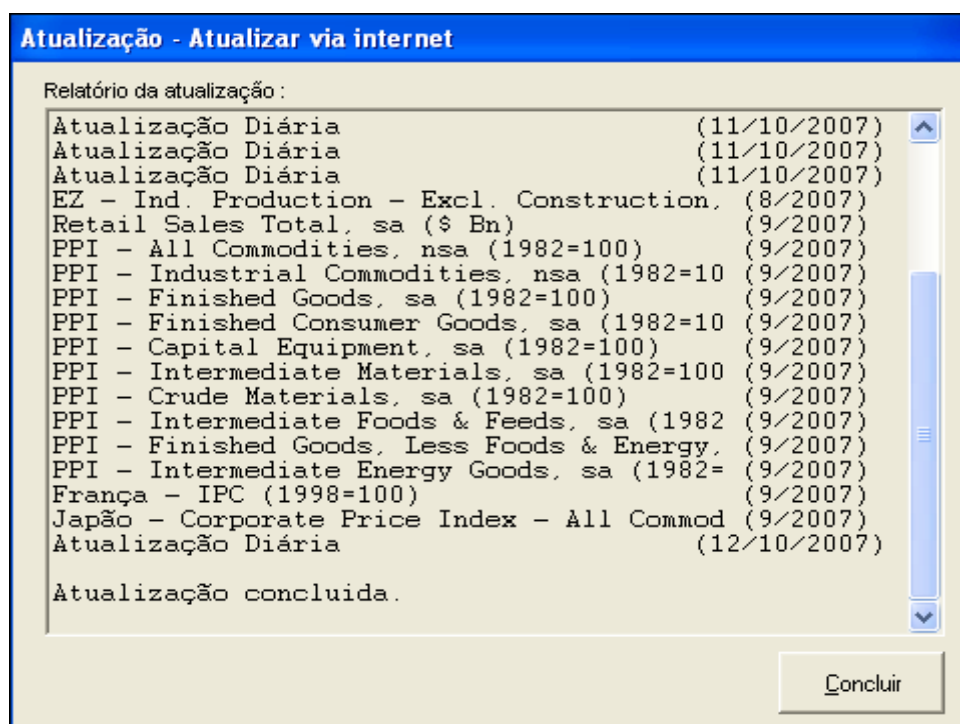 Atualização - Atualizar via internet
Relatório da atualização :
Atualização Diária (11/10/2007)
Atualização Diária (11/10/2007)
Atualização Diária (11/10/2007)
EZ - Ind. Production - Excl. Construction, (8/2007)
Retail Sales Total, sa ($ Bn) (9/2007)
PPI - All Commodities, nsa (1982=100) (9/2007)
PPI - Industrial Commodities, nsa (1982=10 (9/2007)
PPI - Finished Goods, sa (1982=100) (9/2007)
PPI - Finished Consumer Goods, sa (1982=10 (9/2007)
PPI - Capital Equipment, sa (1982=100) (9/2007)
PPI - Intermediate Materials, sa (1982=100 (9/2007)
PPI - Crude Materials, sa (1982=100) (9/2007)
PPI - Intermediate Foods & Feeds, sa (1982 (9/2007)
PPI - Finished Goods, Less Foods & Energy, (9/2007)
PPI - Intermediate Energy Goods, sa (1982= (9/2007)
França - IPC (1998=100) (9/2007)
Japão - Corporate Price Index - All Commod (9/2007)
Atualização Diária (12/10/2007)
Atualização concluida.
Concluir